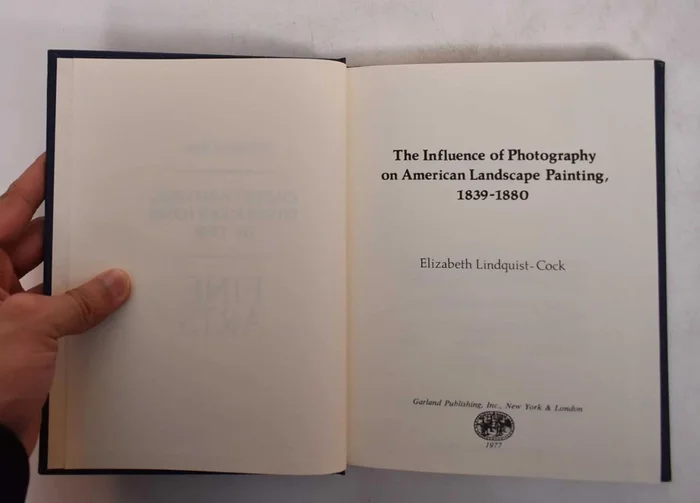 The Influence of Photography
on American Landscape Painting,
1839-1880
Elizabeth Lindquist-Cock
Garland Publishing, Inc., New York & London
1977